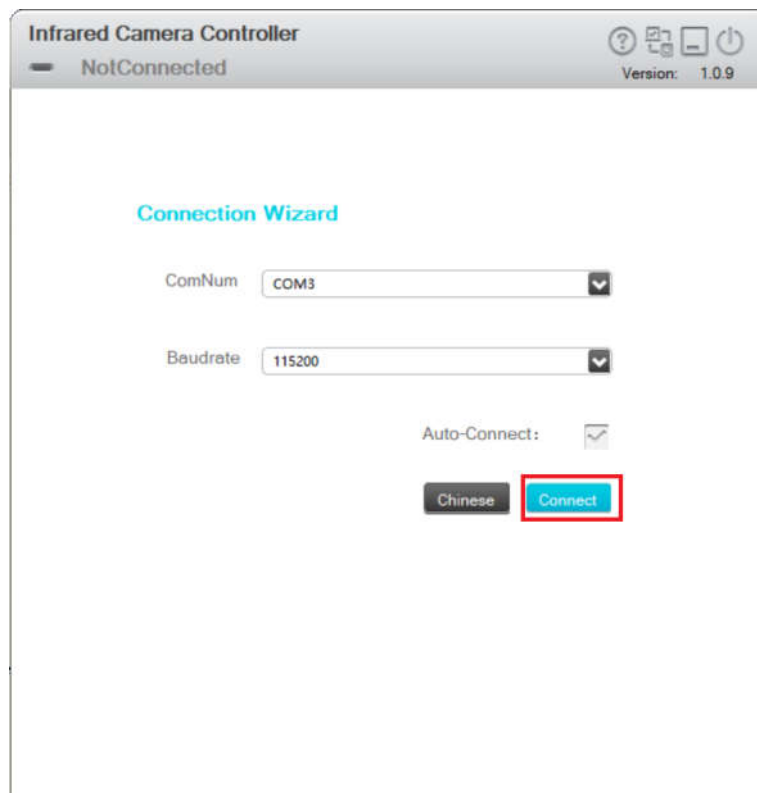 Infrared Camera Controller
NotConnected
Version: 1.0.9
Connection Wizard
ComNum COM3
Baudrate 115200
Auto-Connect:
Chinese Connect